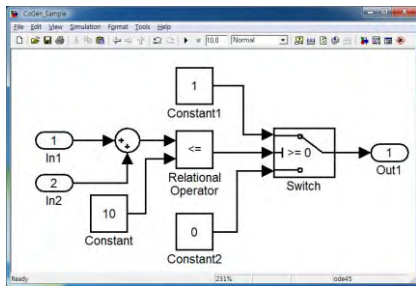 CoGen_Sample
File Edit View Simulation Format Tools Help
10.0 Normal
1
Constant1
1
In1
2
In2
+
+
<=
Relational
Operator
10
Constant
0
Constant2
>= 0
Switch
1
Out1
Ready 231% ode45